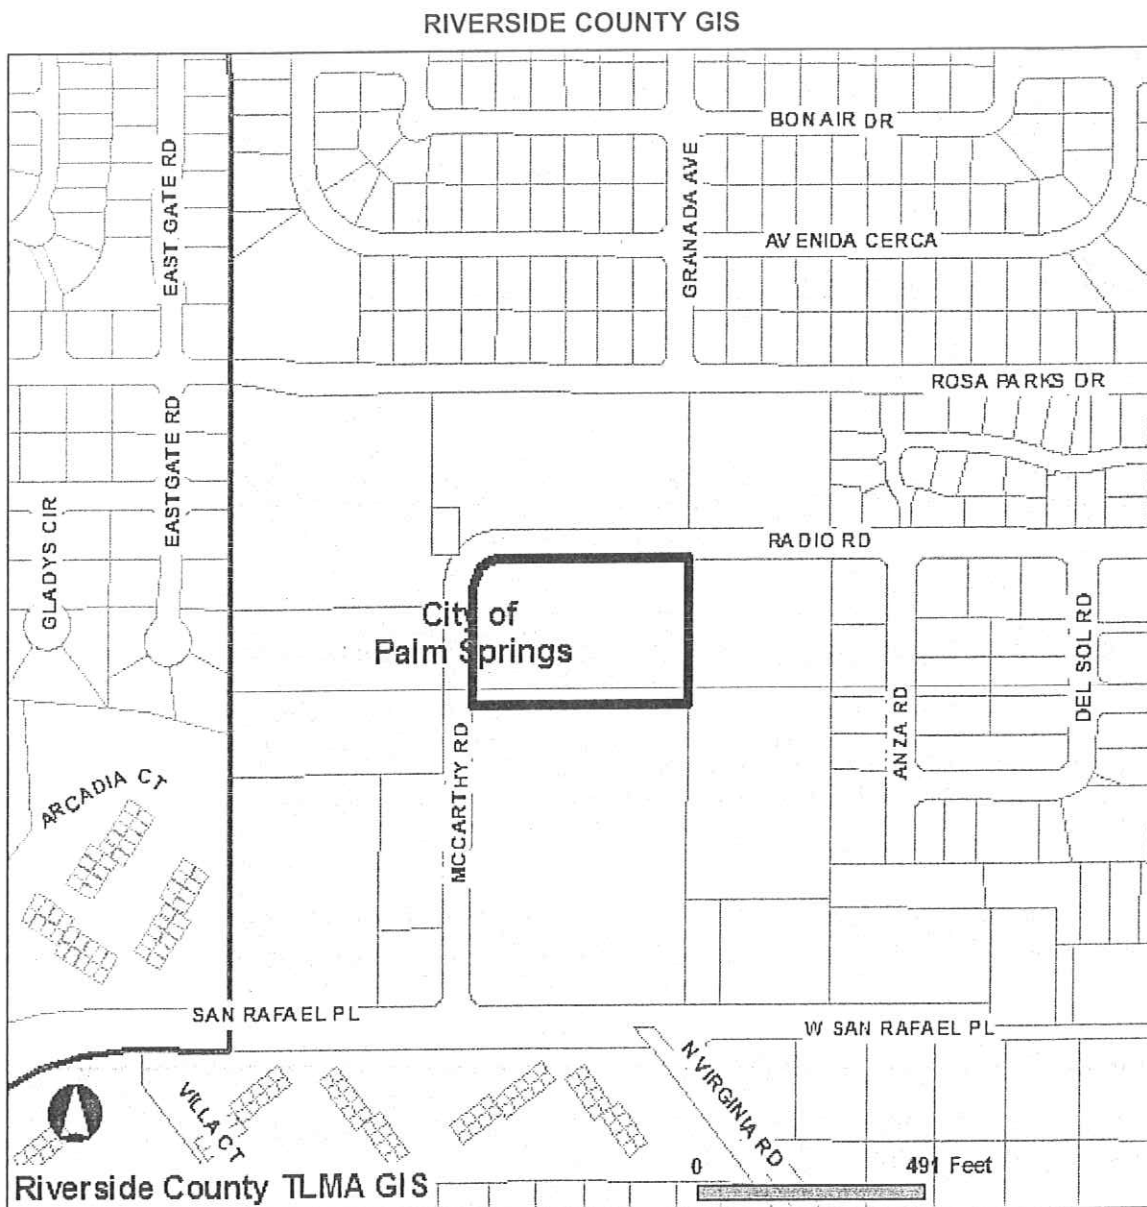 RIVERSIDE COUNTY GIS
BONAIR DR
EAST GATE RD
GRANADA AVE
AVENIDA CERCA
ROSA PARKS DR
EASTGATE RD
GLADYS CIR
RADIO RD
City of
Palm Springs
DEL SOL RD
ANZA RD
MCCARTHY RD
ARCADIA CT
SAN RAFAEL PL
W SAN RAFAEL PL
N VIRGINIA RD
VILLA CT
0 491 Feet
Riverside County TLMA GIS